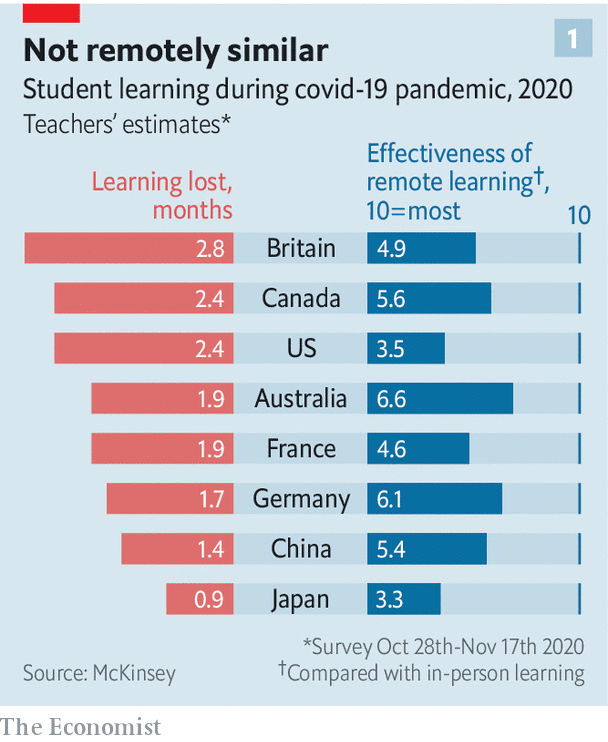 Not remotely similar
1
Student learning during covid-19 pandemic, 2020
Teachers’ estimates*
Learning lost,
months
Effectiveness of
remote learning†,
10=most
10
2.8 Britain 4.9
2.4 Canada 5.6
2.4 US 3.5
1.9 Australia 6.6
1.9 France 4.6
1.7 Germany 6.1
1.4 China 5.4
0.9 Japan 3.3
*Survey Oct 28th-Nov 17th 2020
Source: McKinsey †Compared with in-person learning
The Economist